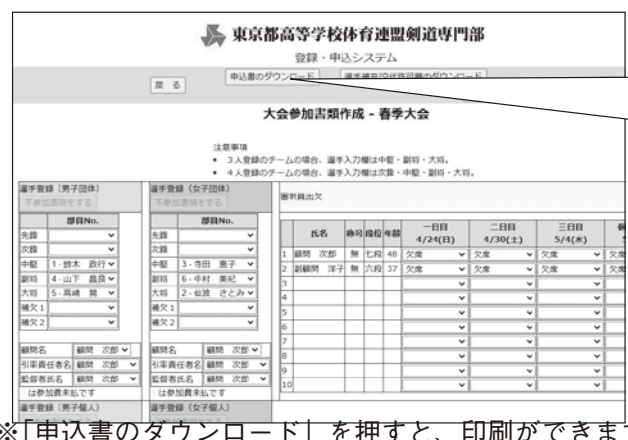 東京都高等学校体育連盟剣道専門部
登録・申込システム
戻る 申込書のダウンロード 選手補充/交代許可願のダウンロード
大会参加書類作成 - 春季大会
注意事項
• 3人登録のチームの場合、選手入力欄は中堅・副将・大将。
• 4人登録のチームの場合、選手入力欄は次鋒・中堅・副将・大将。
選手登録（男子団体） 選手登録（女子団体） 審判員出欠
不参加表明をする 不参加表明をする
部員No. 部員No.
氏名 称号 段位 年齢 一日目 4/24(日) 二日目 4/30(土) 三日目 5/4(水)
先鋒 先鋒
次鋒 次鋒
中堅 1-鈴木 政行 中堅 3-寺田 恵子
副将 4-山下 昌良 副将 6-中村 美紀
大将 5-高崎 晃 大将 2-仙波 さとみ
補欠1 補欠1
補欠2 補欠2
1 顧問 次郎 無 七段 48 欠席 欠席 欠席 欠席
2 副顧問 洋子 無 六段 37 欠席 欠席 欠席 欠席
3
4
5
6
7
8
9
10
顧問名 顧問 次郎 顧問名 顧問 次郎
引率責任者名 顧問 次郎 引率責任者名 顧問 次郎
監督者氏名 顧問 次郎 監督者氏名 顧問 次郎
は参加費未払です は参加費未払です
選手登録（男子個人） 選手登録（女子個人）
※「申込書のダウンロード」を押すと、印刷ができます